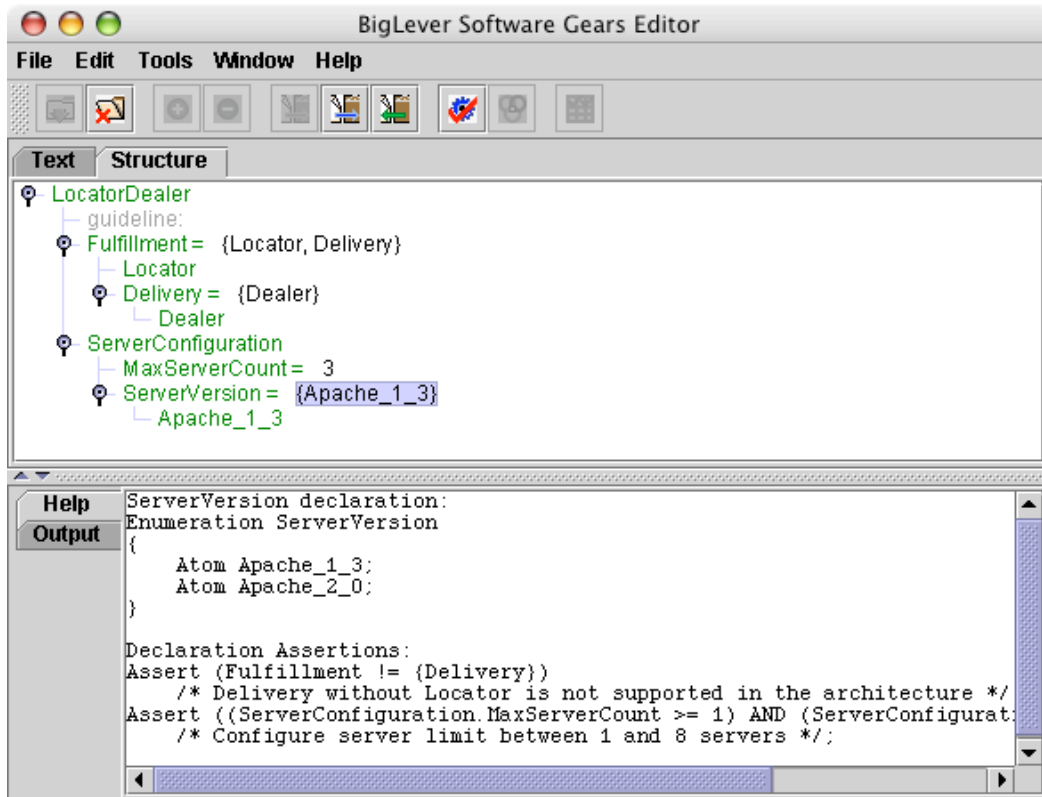 BigLever Software Gears Editor
File Edit Tools Window Help
Text Structure
LocatorDealer
guideline:
Fulfillment = {Locator, Delivery}
Locator
Delivery = {Dealer}
Dealer
ServerConfiguration
MaxServerCount = 3
ServerVersion = {Apache_1_3}
Apache_1_3
Help
Output
ServerVersion declaration:
Enumeration ServerVersion
{
Atom Apache_1_3;
Atom Apache_2_0;
}
Declaration Assertions:
Assert (Fulfillment != {Delivery})
/* Delivery without Locator is not supported in the architecture */
Assert ((ServerConfiguration.MaxServerCount >= 1) AND (ServerConfigurat
/* Configure server limit between 1 and 8 servers */;